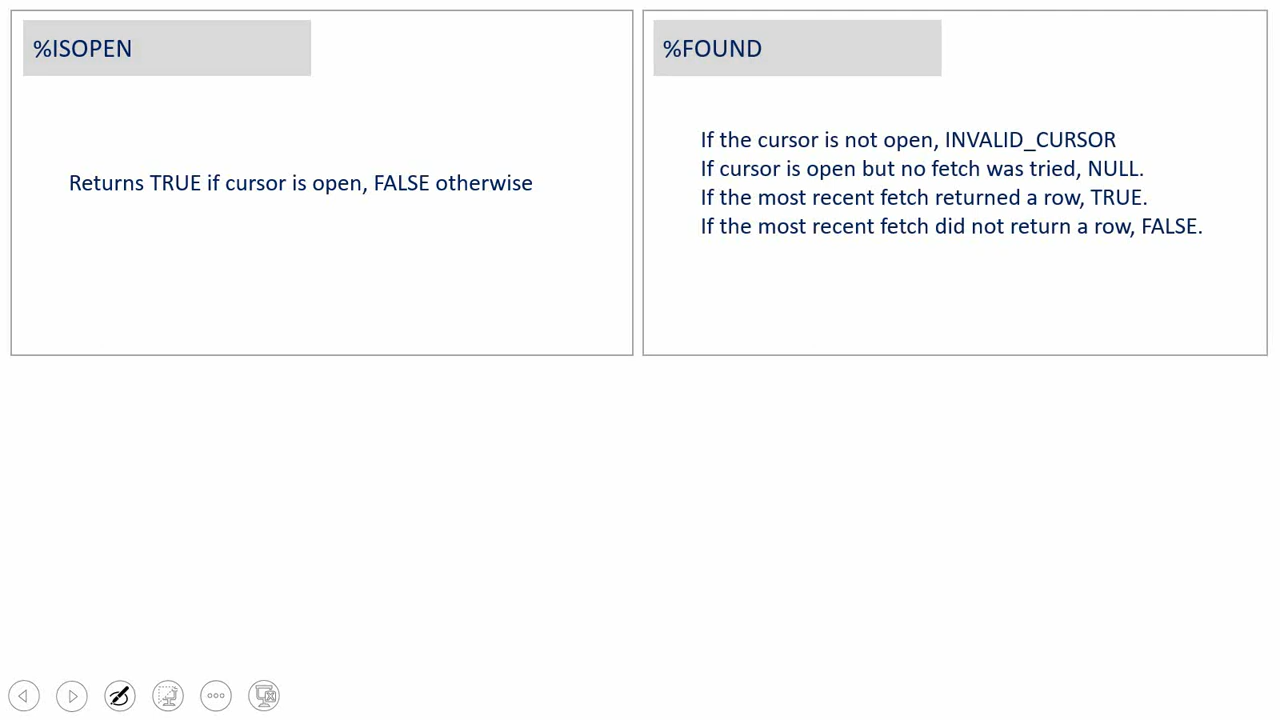 %ISOPEN
Returns TRUE if cursor is open, FALSE otherwise
%FOUND
If the cursor is not open, INVALID_CURSOR
If cursor is open but no fetch was tried, NULL.
If the most recent fetch returned a row, TRUE.
If the most recent fetch did not return a row, FALSE.